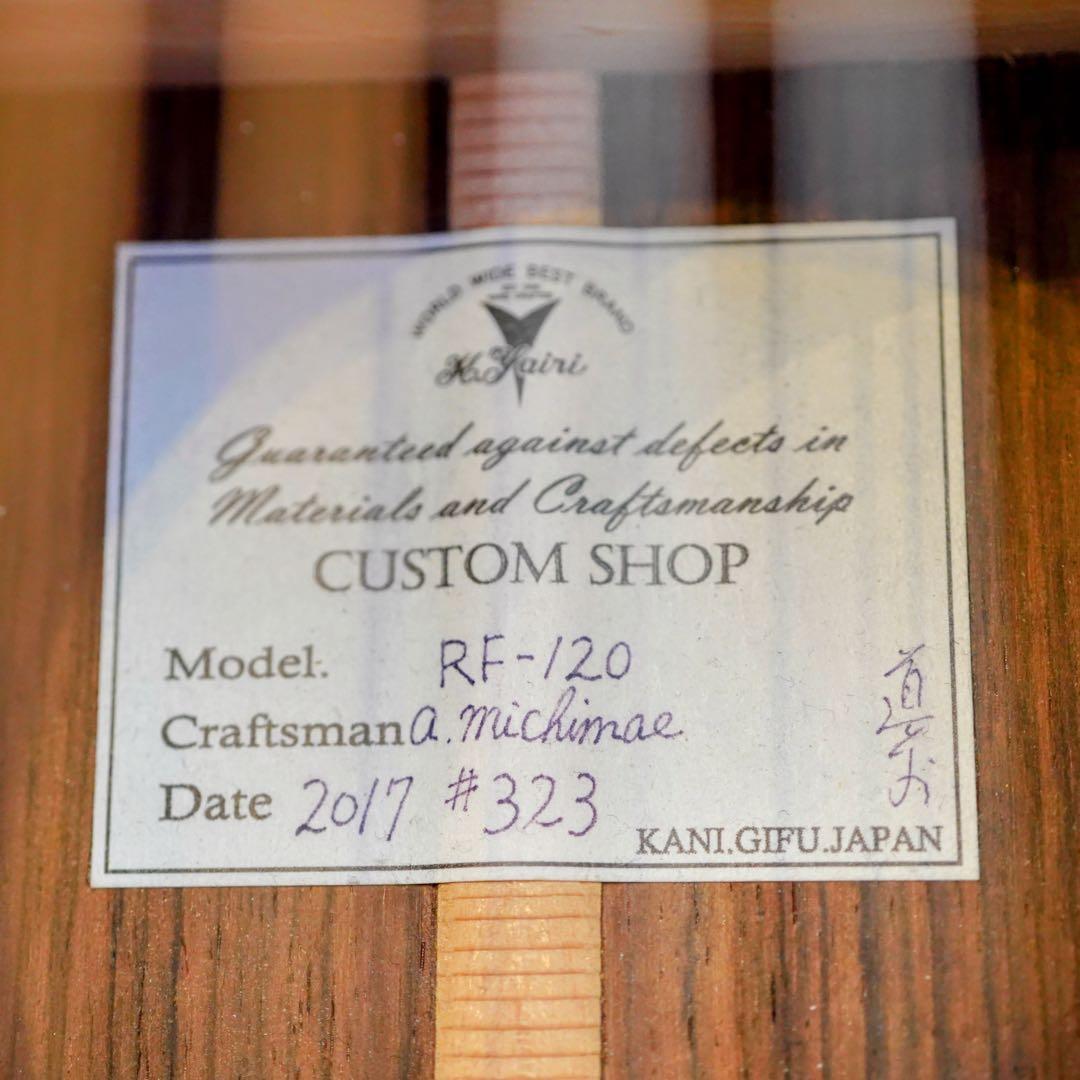 WORLD WIDE BEST BRAND
K.Yairi
Guaranteed against defects in
Materials and Craftsmanship
CUSTOM SHOP
Model. RF-120
Craftsman a. michimae
Date 2017 #323
KANI.GIFU.JAPAN